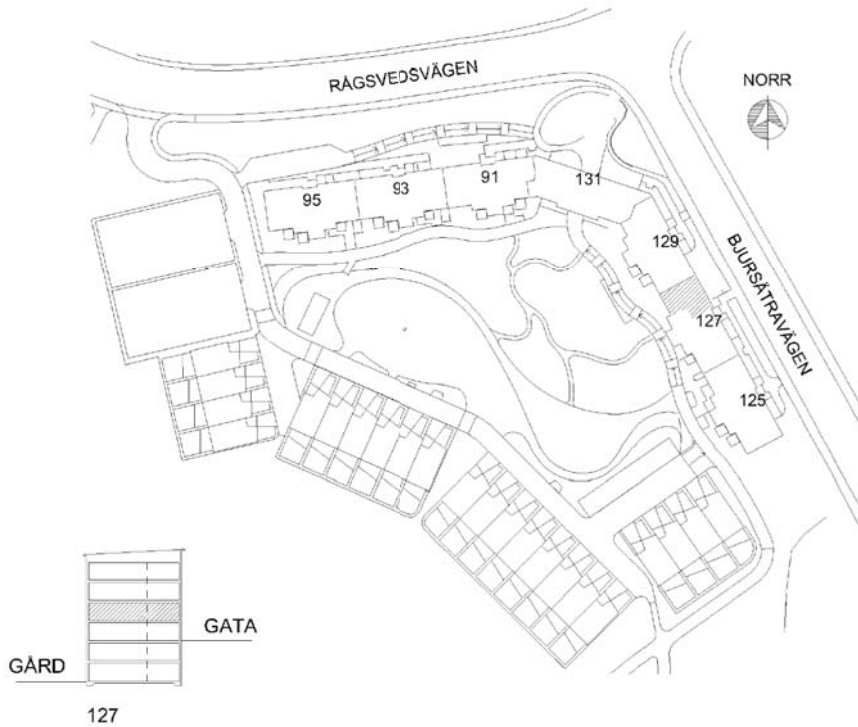 RÅGSVEDSVÄGEN
NORR
95
93
91
131
129
BJURSÄTRAVÄGEN
127
125
GATA
GÅRD
127